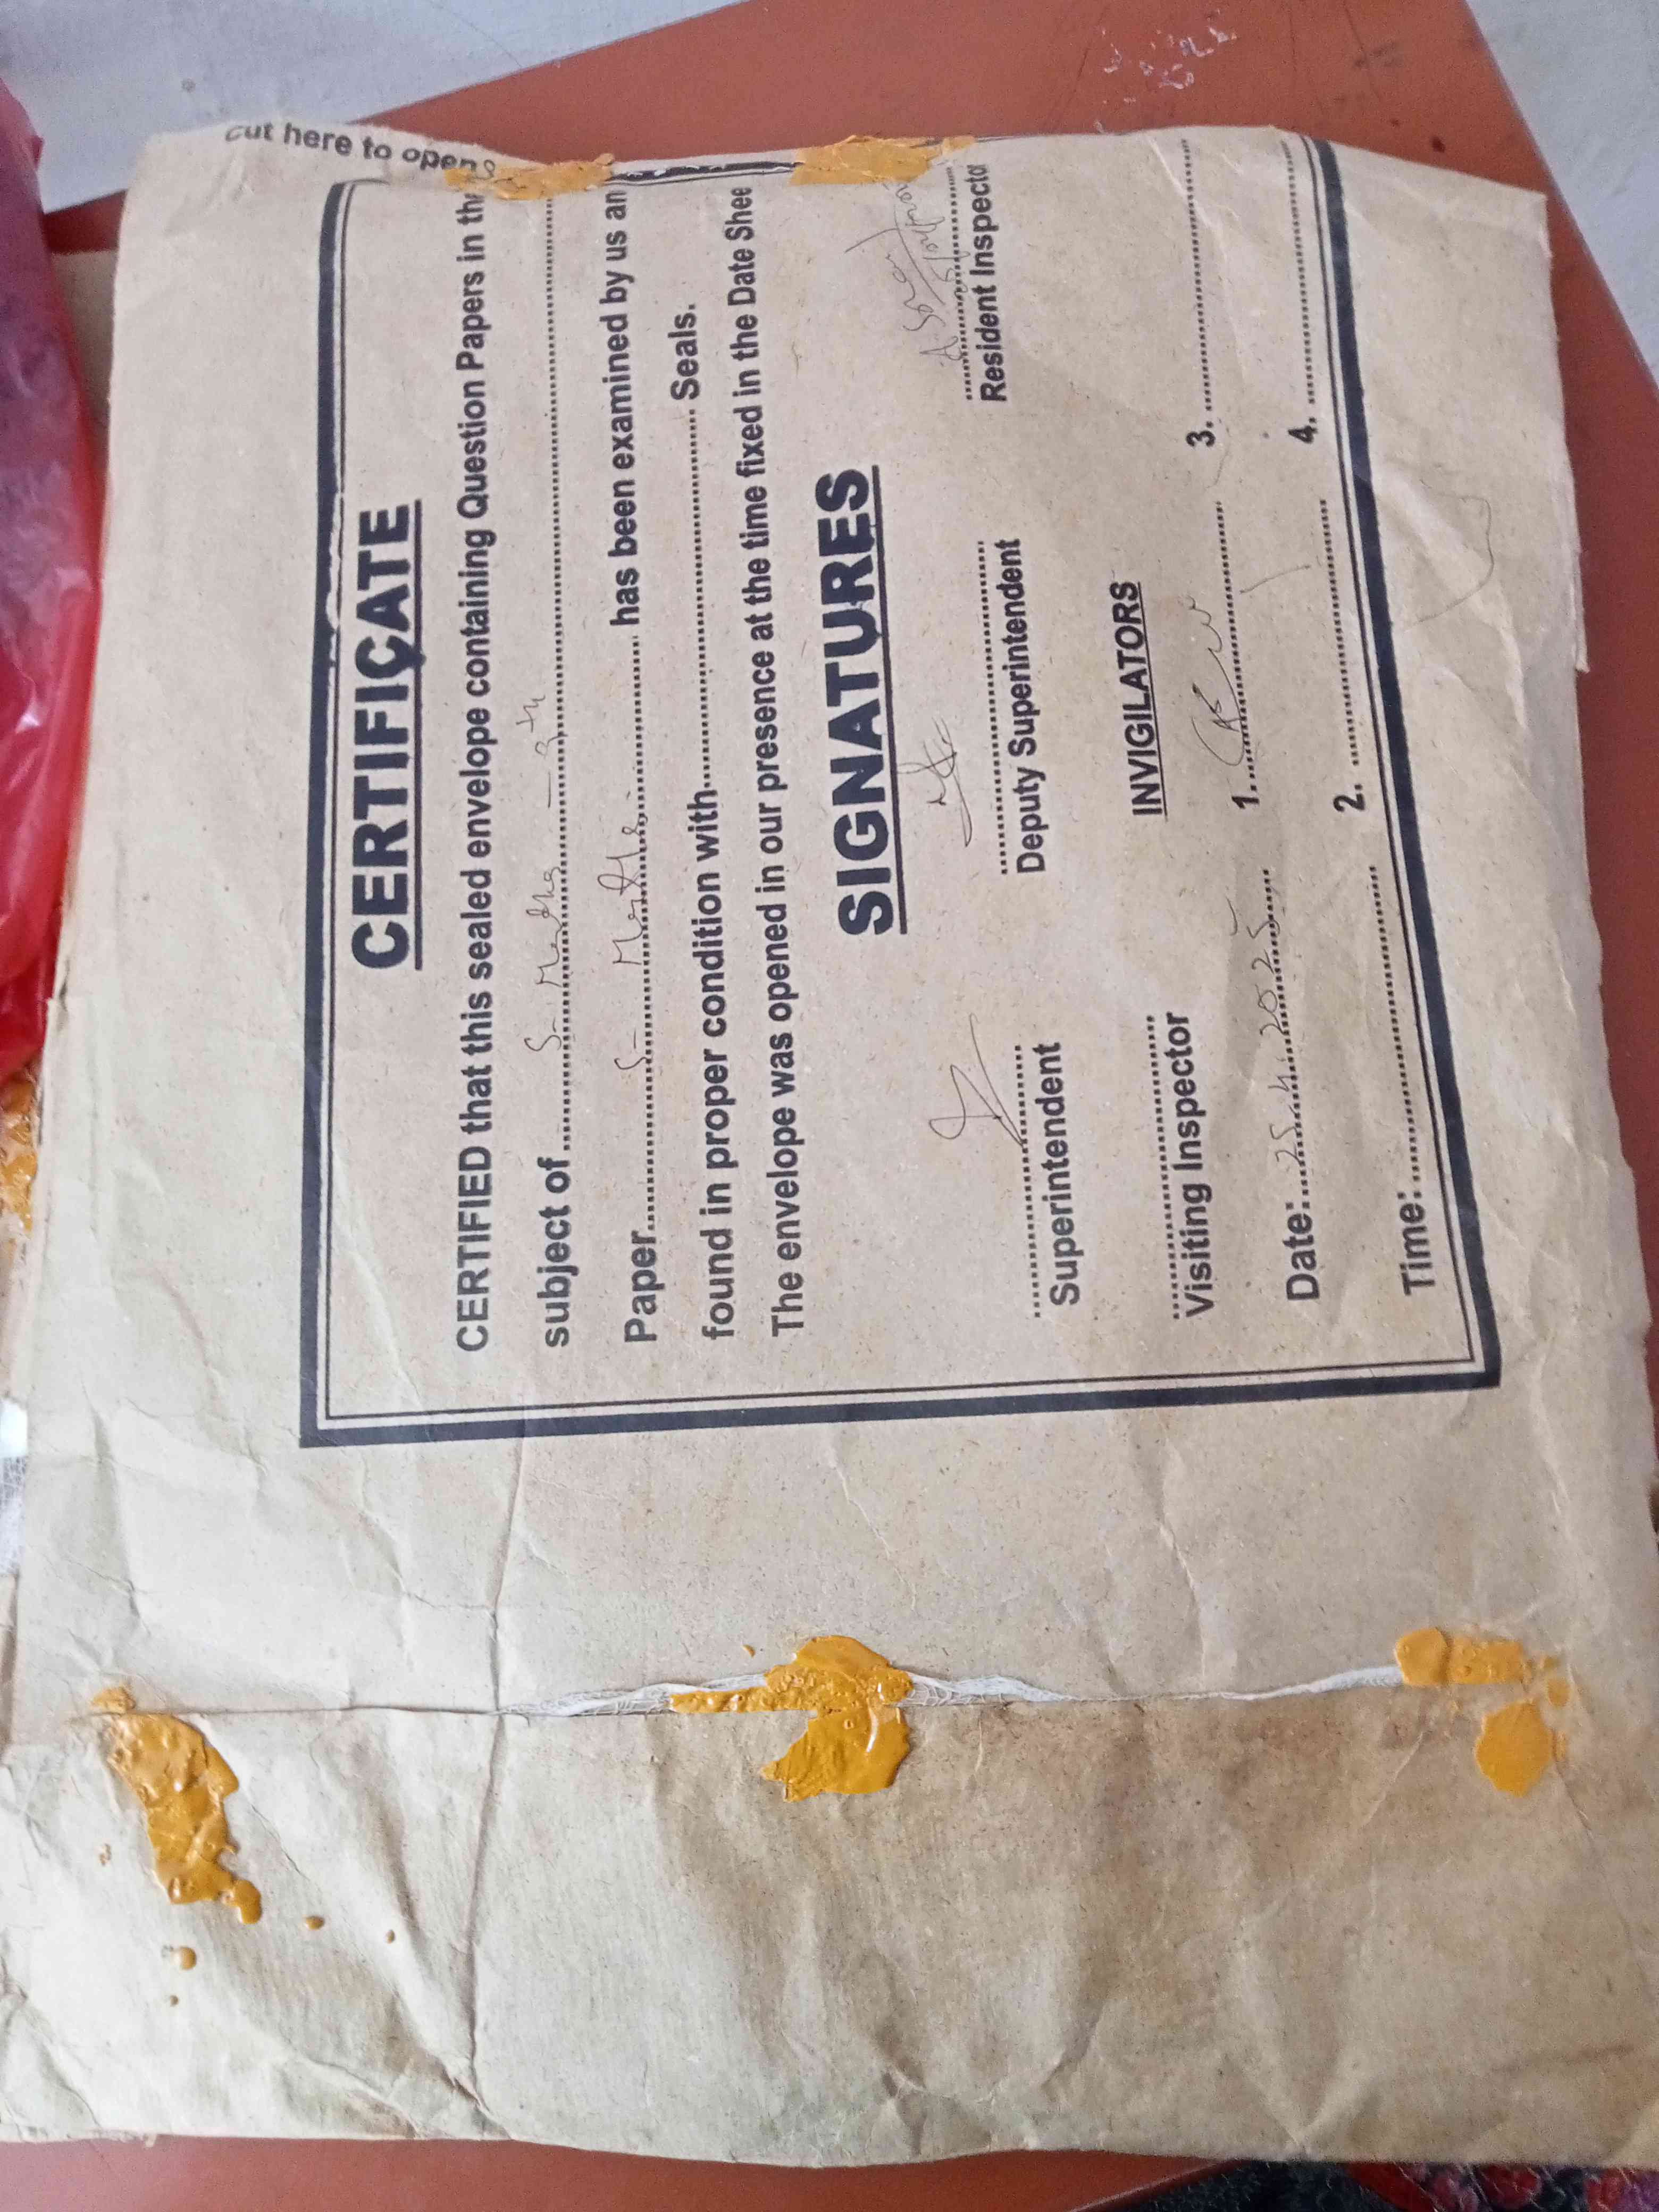 cut here to open
CERTIFICATE
CERTIFIED that this sealed envelope containing Question Papers in the
subject of
Paper has been examined by us an
found in proper condition with Seals.
The envelope was opened in our presence at the time fixed in the Date Shee
SIGNATURES
Superintendent Deputy Superintendent Resident Inspecto
INVIGILATORS
Visiting Inspector 1. 3.
Date: 25.4.2025 2. 4.
Time: